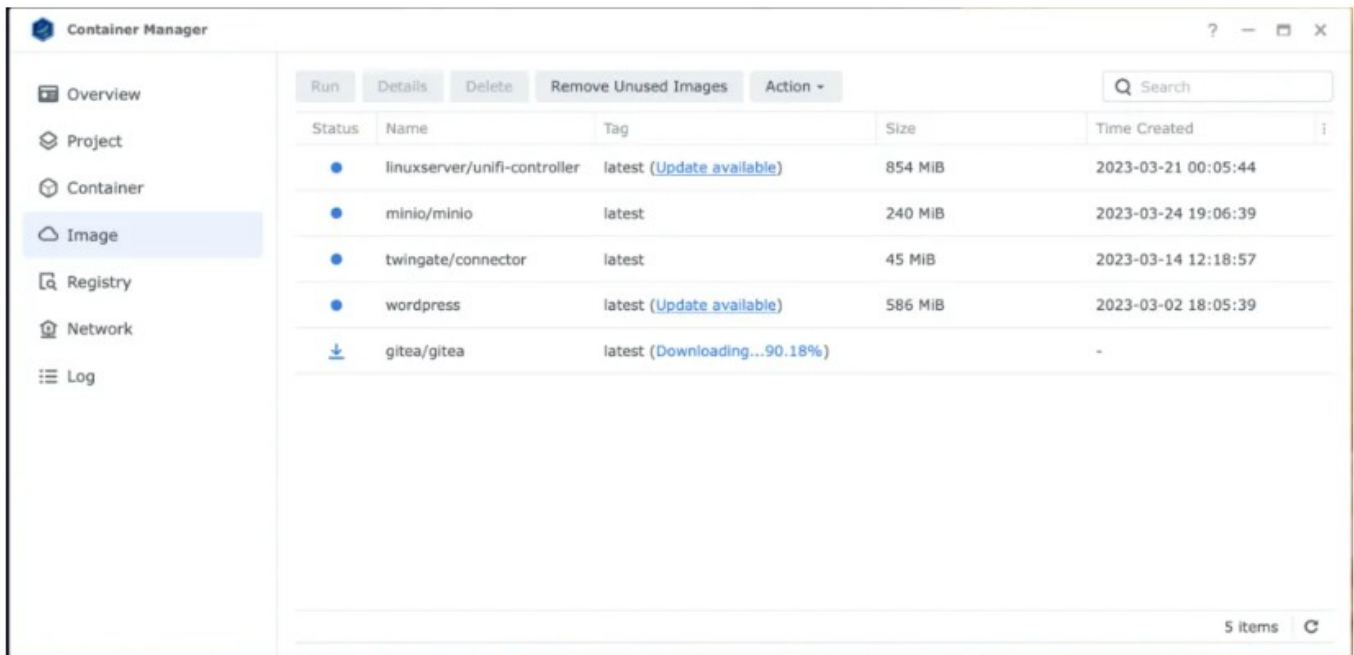 Container Manager
?
Overview
Project
Container
Image
Registry
Network
Log
Run Details Delete Remove Unused Images Action Search
Status Name Tag Size Time Created
linuxserver/unifi-controller latest (Update available) 854 MiB 2023-03-21 00:05:44
minio/minio latest 240 MiB 2023-03-24 19:06:39
twingate/connector latest 45 MiB 2023-03-14 12:18:57
wordpress latest (Update available) 586 MiB 2023-03-02 18:05:39
gitea/gitea latest (Downloading...90.18%) -
5 items